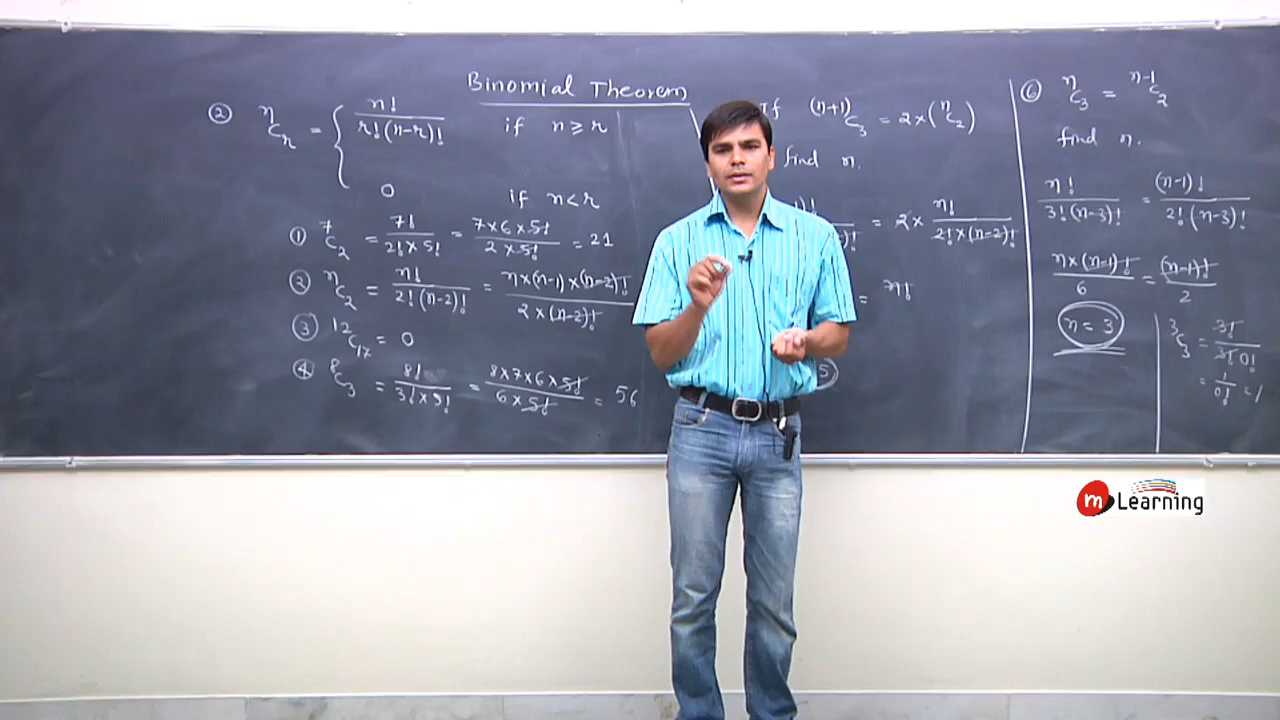 Binomial Theorem
② ⁿCᵣ = { n! / r!(n-r)! if n ≥ r
0 if n < r
① ⁷C₂ = 7! / 2! × 5! = 7×6×5! / 2×5! = 21
② ⁿC₂ = n! / 2!(n-2)! = n×(n-1)×(n-2)! / 2×(n-2)!
③ ¹²C₁₇ = 0
④ ⁸C₃ = 8! / 3! × 5! = 8×7×6×5! / 6×5! = 56
If ⁽ⁿ⁺¹⁾C₃ = 2×(ⁿC₂)
find n.
= 2× n! / 2!×(n-2)!
= n!
5
⑥ ⁿC₃ = ⁿ⁻¹C₂
find n.
n! / 3!(n-3)! = (n-1)! / 2!(n-3)!
n×(n-1)! / 6 = (n-1)! / 2
n = 3
³C₃ = 3! / 3! 0!
= 1 / 0! = 1
m Learning